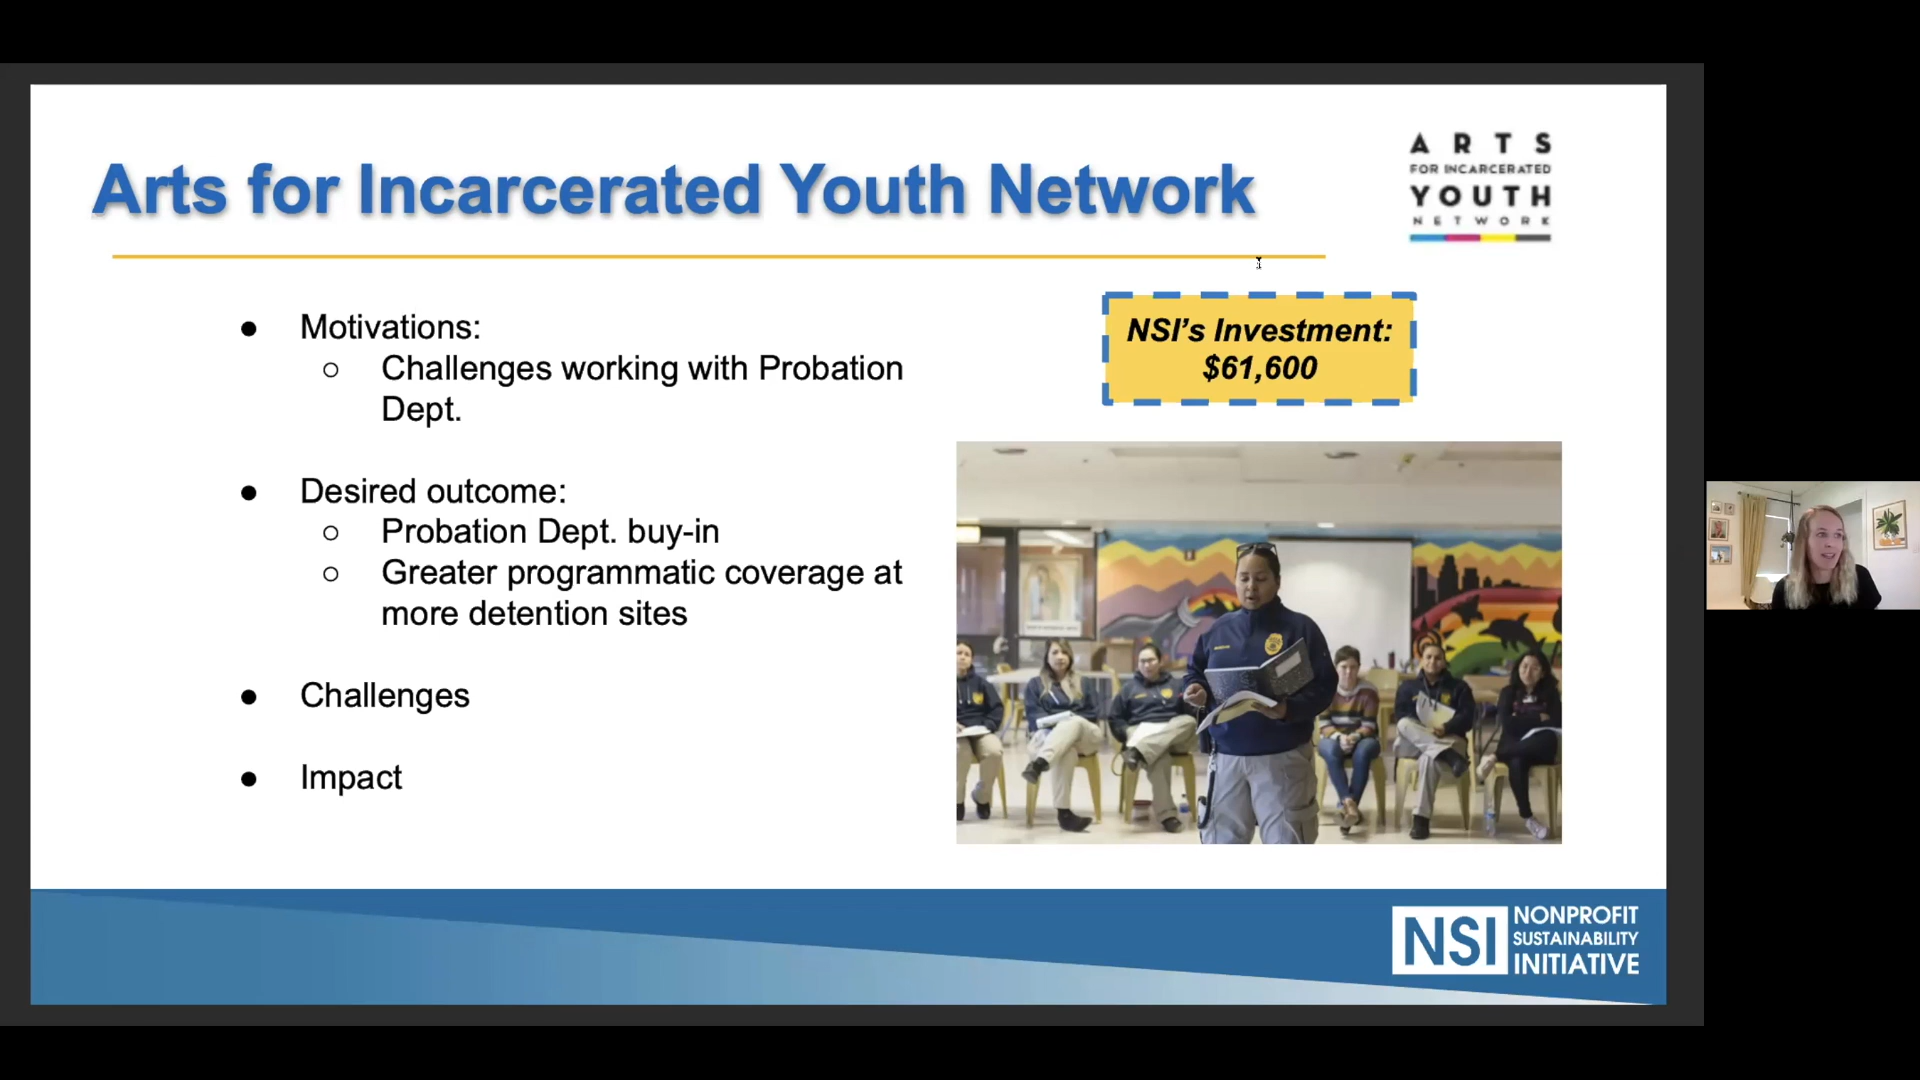 Arts for Incarcerated Youth Network
ARTS
FOR INCARCERATED
YOUTH
NETWORK
● Motivations:
○ Challenges working with Probation
Dept.
● Desired outcome:
○ Probation Dept. buy-in
○ Greater programmatic coverage at
more detention sites
● Challenges
● Impact
NSI's Investment:
$61,600
NSI
NONPROFIT
SUSTAINABILITY
INITIATIVE